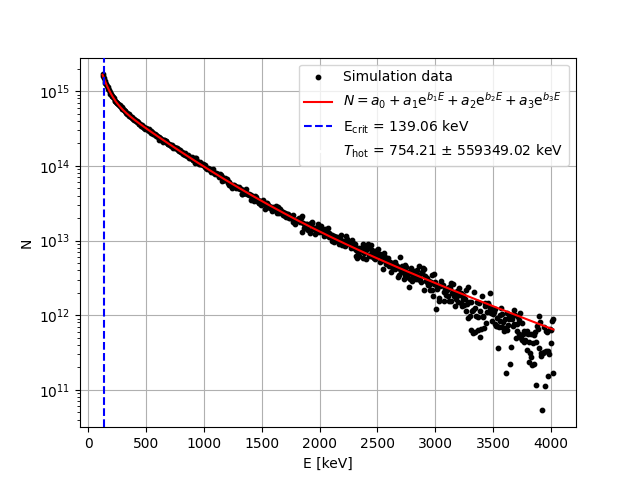 Simulation data
N = a₀ + a₁e^{b₁E} + a₂e^{b₂E} + a₃e^{b₃E}
E_crit = 139.06 keV
T_hot = 754.21 ± 559349.02 keV
10¹⁵
10¹⁴
10¹³
10¹²
10¹¹
N
0 500 1000 1500 2000 2500 3000 3500 4000
E [keV]